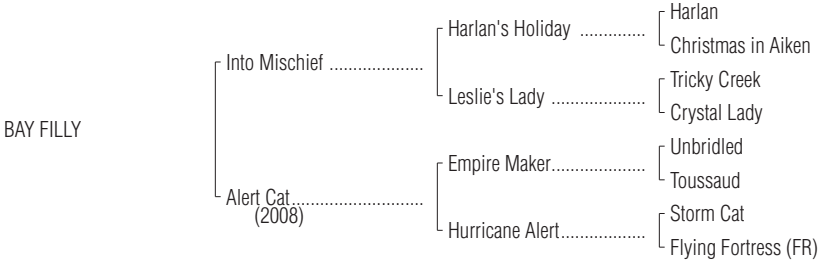 Harlan
Harlan's Holiday ..............
Christmas in Aiken
Into Mischief ....................
Tricky Creek
Leslie's Lady ....................
Crystal Lady
BAY FILLY
Unbridled
Empire Maker....................
Toussaud
Alert Cat............................
(2008)
Storm Cat
Hurricane Alert..................
Flying Fortress (FR)